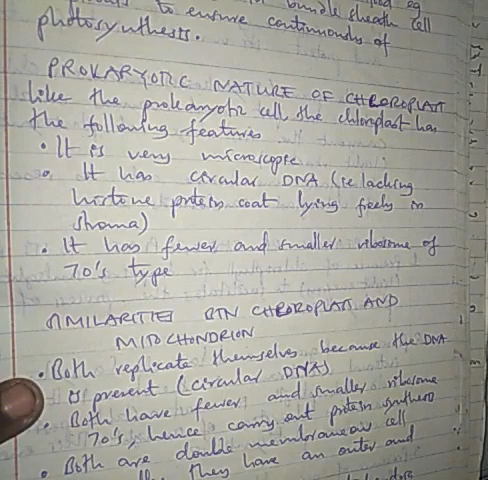 to ensure continously of
bundle sheath cell
photosynthesis.
PROKARYOTIC NATURE OF CHLOROPLAST
like the prokaryotic cell, the chloroplast has
the following features
• It is very microscopic
• It has circular DNA (ie lacking
histone protein coat lying freely in
stroma)
• It has fewer and smaller ribosome of
70's type
SIMILARITIES BTN CHLOROPLAST AND
MITOCHONDRION
• Both replicate themselves because the DNA
is present (circular DNA)
• Both have fewer and smaller ribosome
70's, hence carry out protein synthesis
• Both are double membraneous cell
they have an outer and